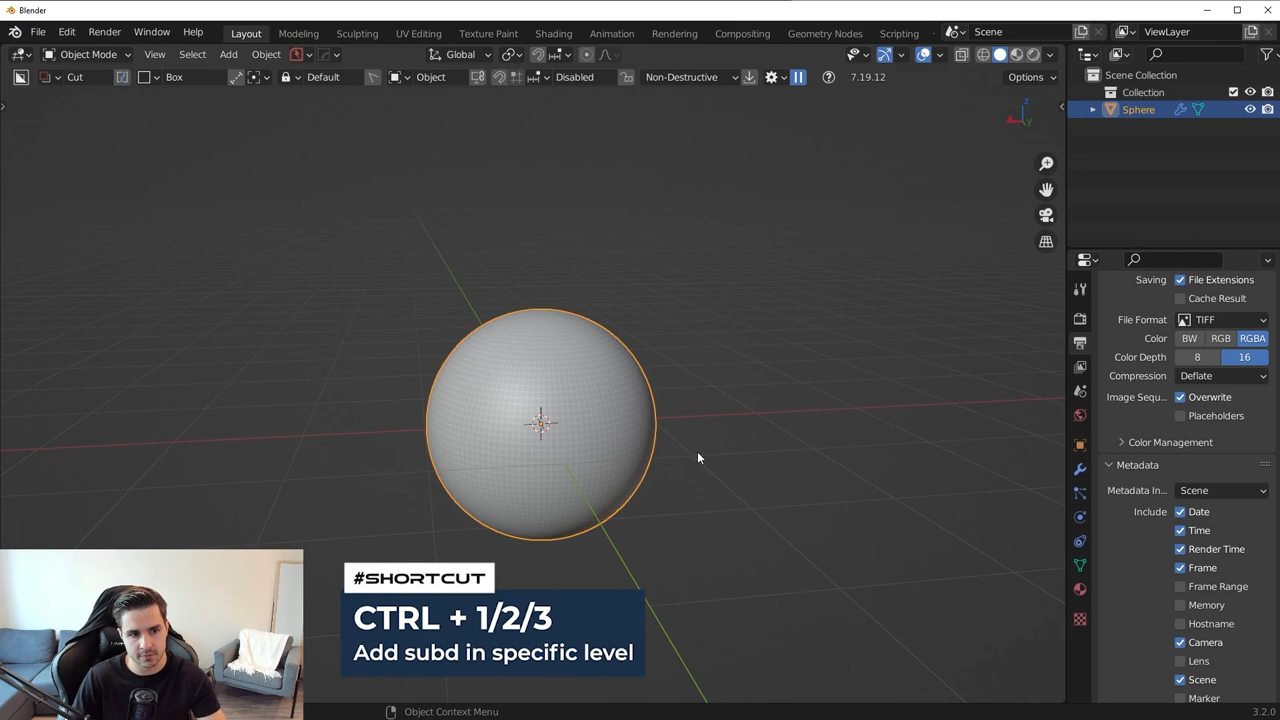 Blender
File Edit Render Window Help Layout Modeling Sculpting UV Editing Texture Paint Shading Animation Rendering Compositing Geometry Nodes Scripting Scene ViewLayer
Object Mode View Select Add Object Global
Cut Box Default Object Disabled Non-Destructive 7.19.12 Options
Scene Collection
Collection
Sphere
z
y
Saving File Extensions
Cache Result
File Format TIFF
Color BW RGB RGBA
Color Depth 8 16
Compression Deflate
Image Sequ... Overwrite
Placeholders
Color Management
Metadata
Metadata In... Scene
Include Date
Time
Render Time
Frame
Frame Range
Memory
Hostname
Camera
Lens
Scene
Marker
#SHORTCUT
CTRL + 1/2/3
Add subd in specific level
Object Context Menu
3.2.0